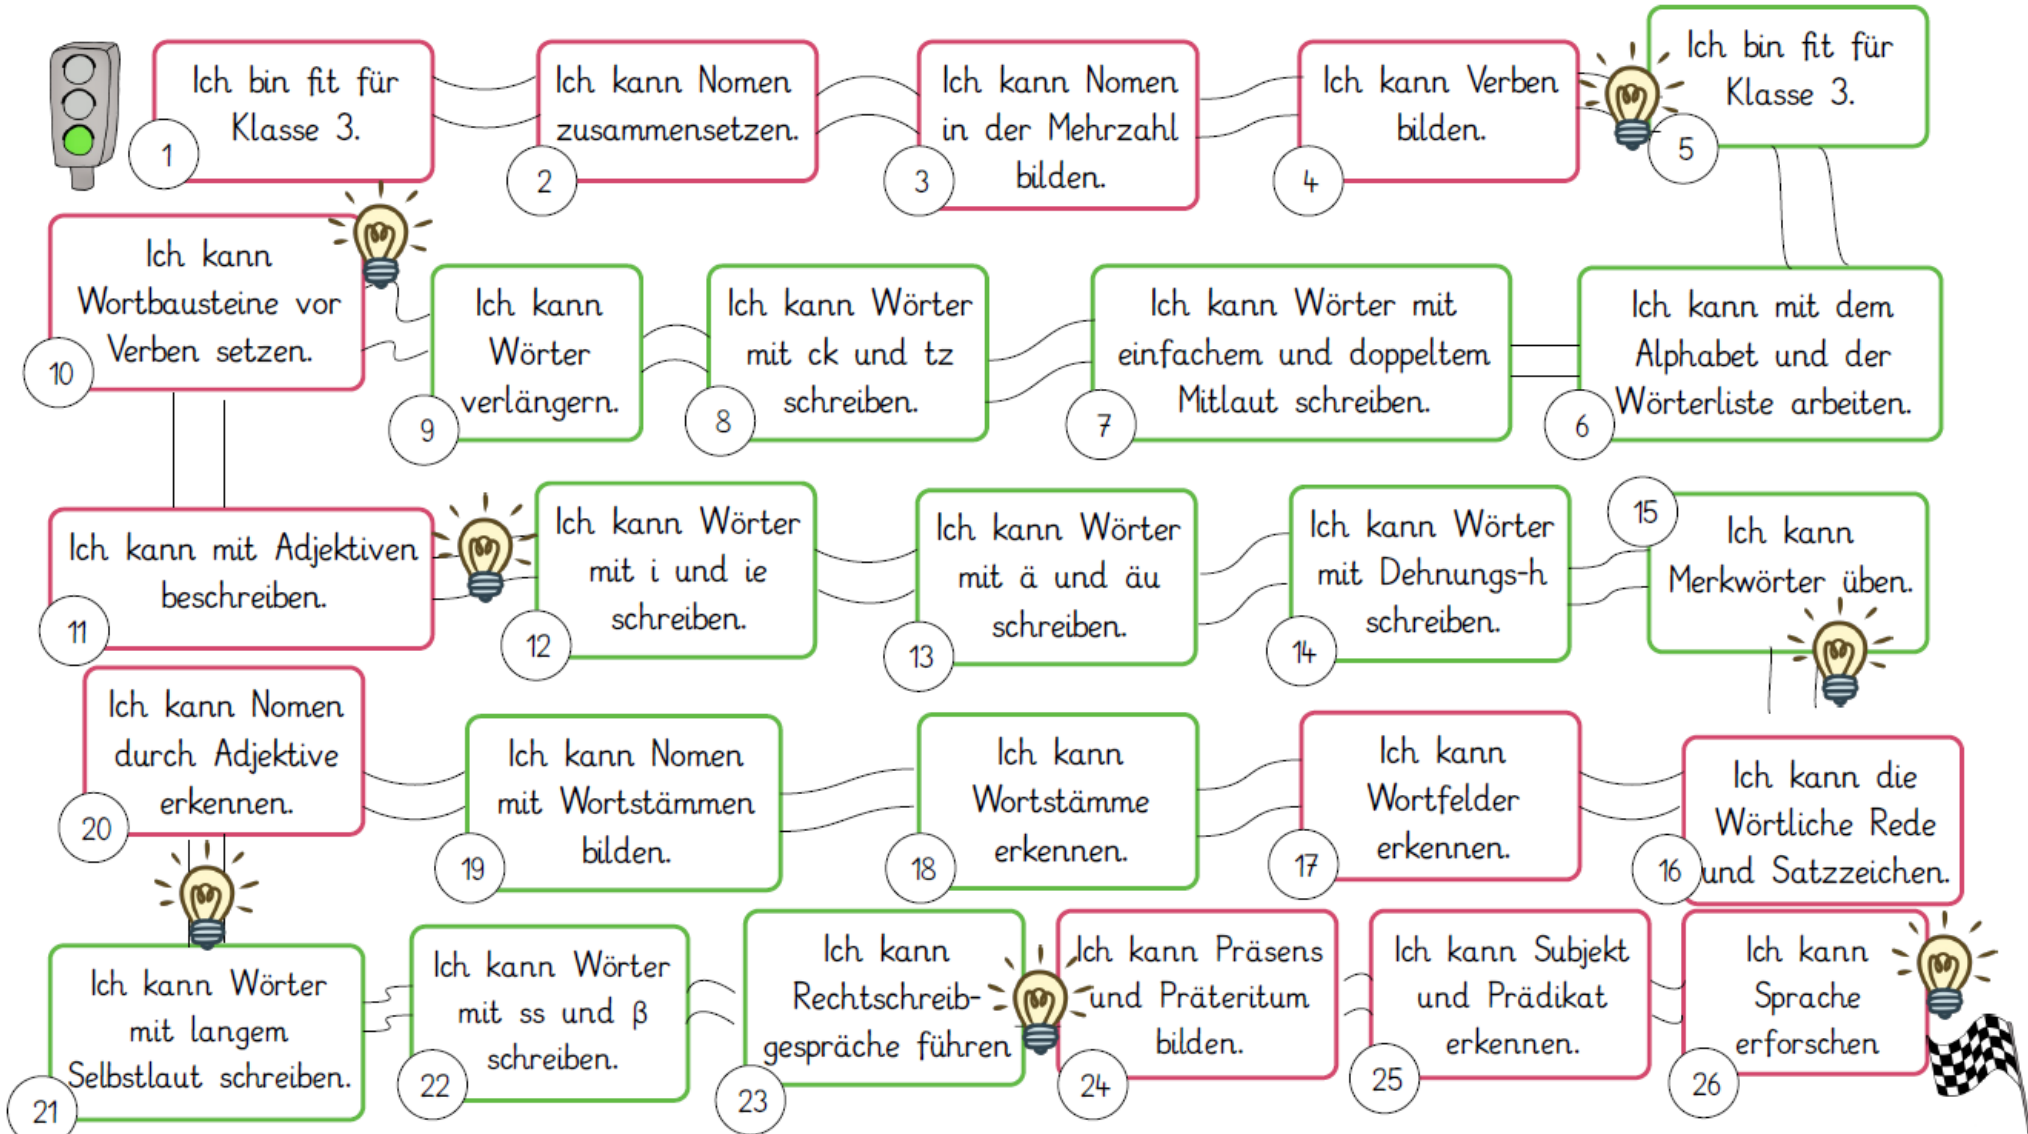 Ich bin fit für
Klasse 3.
1
Ich kann Nomen
zusammensetzen.
2
Ich kann Nomen
in der Mehrzahl
bilden.
3
Ich kann Verben
bilden.
4
Ich bin fit für
Klasse 3.
5
Ich kann mit dem
Alphabet und der
Wörterliste arbeiten.
6
Ich kann Wörter mit
einfachem und doppeltem
Mitlaut schreiben.
7
Ich kann Wörter
mit ck und tz
schreiben.
8
Ich kann
Wörter
verlängern.
9
Ich kann
Wortbausteine vor
Verben setzen.
10
Ich kann mit Adjektiven
beschreiben.
11
Ich kann Wörter
mit i und ie
schreiben.
12
Ich kann Wörter
mit ä und äu
schreiben.
13
Ich kann Wörter
mit Dehnungs-h
schreiben.
14
15
Ich kann
Merkwörter üben.
Ich kann die
Wörtliche Rede
und Satzzeichen.
16
Ich kann
Wortfelder
erkennen.
17
Ich kann
Wortstämme
erkennen.
18
Ich kann Nomen
mit Wortstämmen
bilden.
19
Ich kann Nomen
durch Adjektive
erkennen.
20
Ich kann Wörter
mit langem
Selbstlaut schreiben.
21
Ich kann Wörter
mit ss und β
schreiben.
22
Ich kann
Rechtschreib-
gespräche führen
23
Ich kann Präsens
und Präteritum
bilden.
24
Ich kann Subjekt
und Prädikat
erkennen.
25
Ich kann
Sprache
erforschen
26